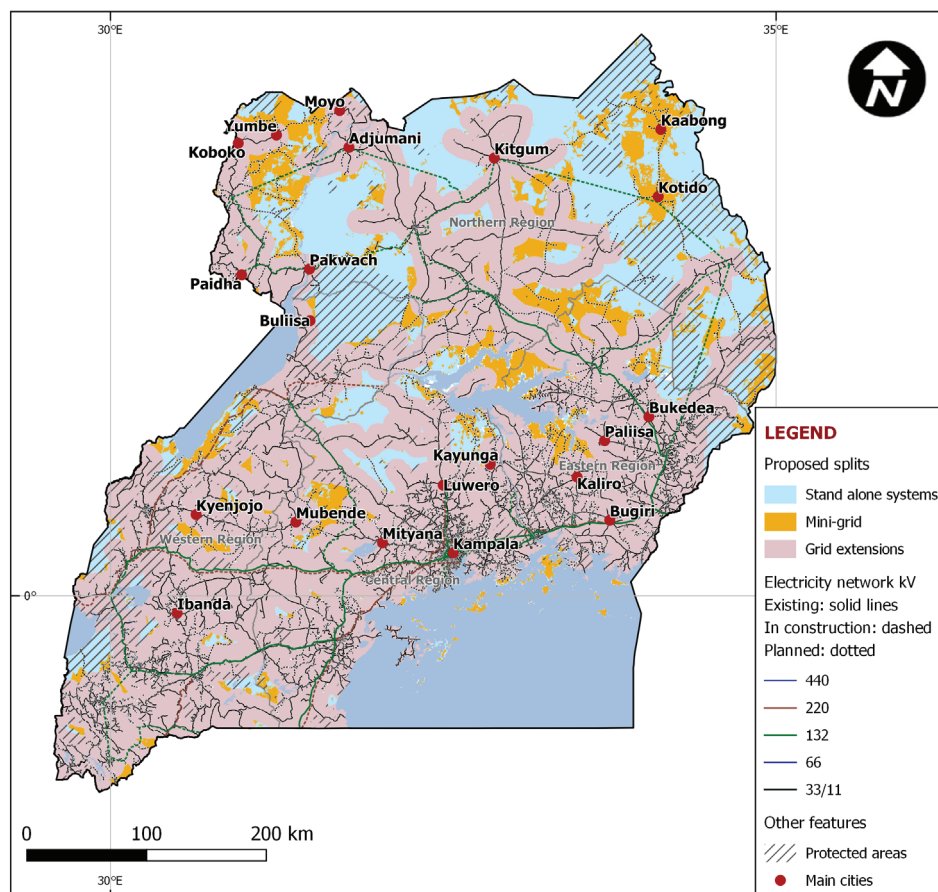 30°E
35°E
N
Moyo
Yumbe
Koboko
Adjumani
Kitgum
Kaabong
Kotido
Northern Region
Pakwach
Paidha
Buliisa
Bukedea
Paliisa
Kayunga
Eastern Region
Luwero
Kaliro
Kyenjojo
Mubende
Bugiri
Western Region
Mityana
Kampala
Central Region
0°
Ibanda
LEGEND
Proposed splits
Stand alone systems
Mini-grid
Grid extensions
Electricity network kV
Existing: solid lines
In construction: dashed
Planned: dotted
440
220
132
66
33/11
Other features
Protected areas
Main cities
0 100 200 km
30°E